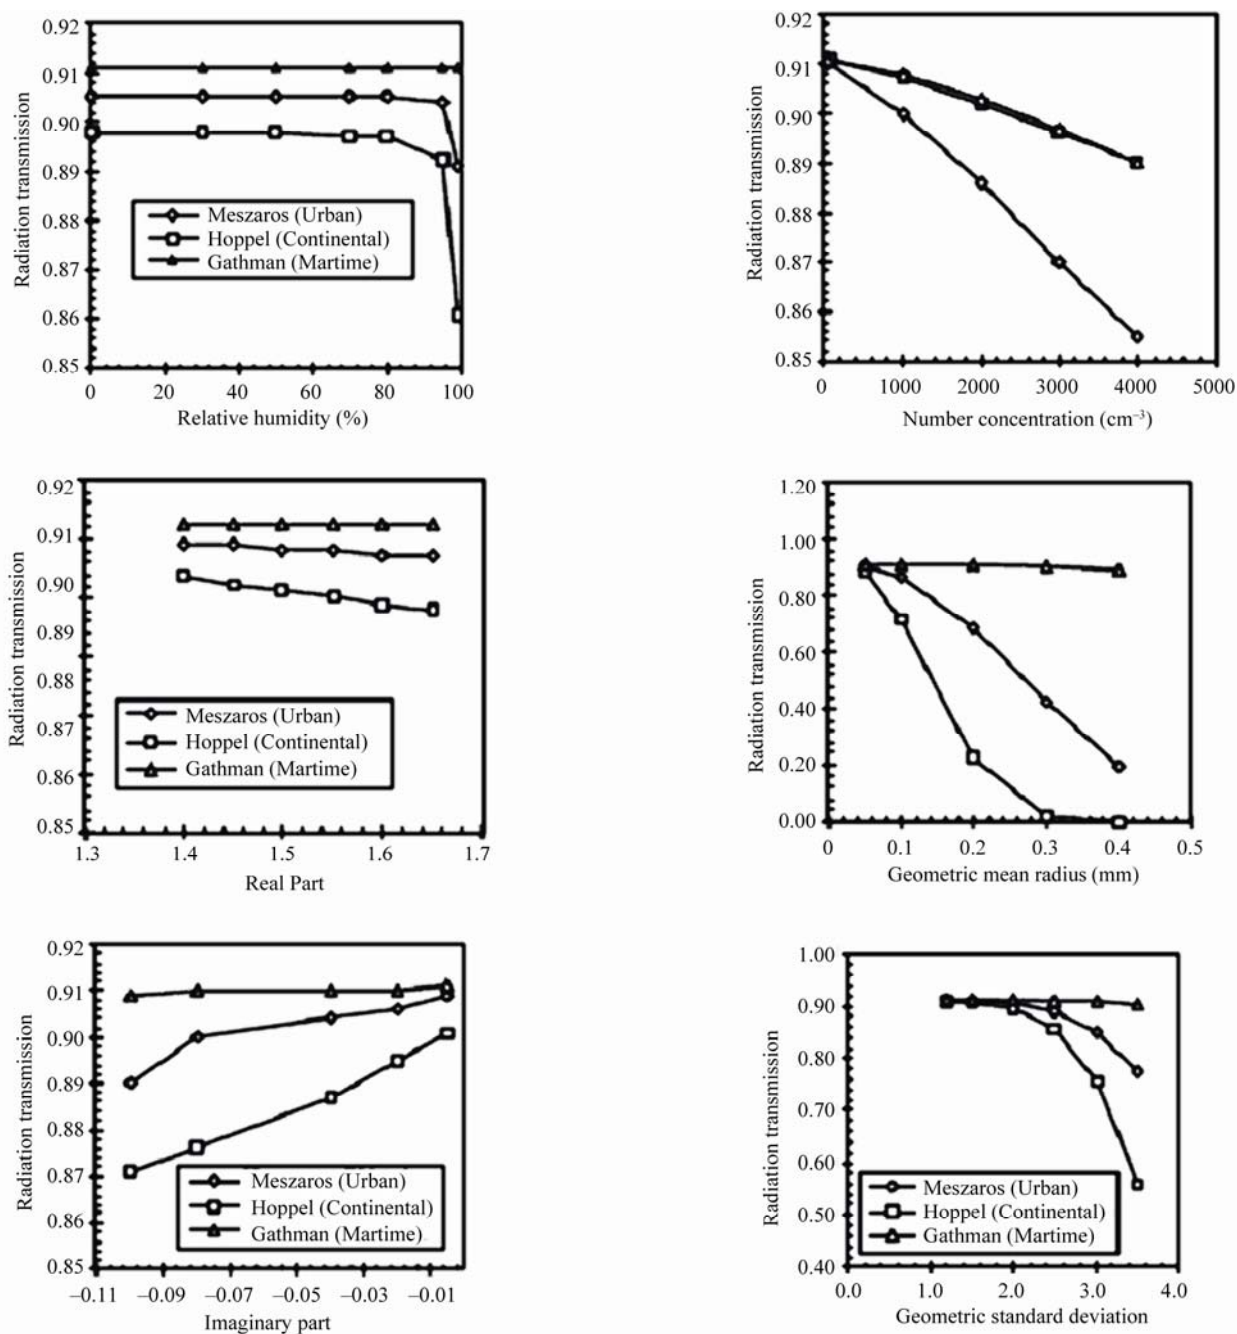 0.92
0.91
0.90
0.89
0.88
0.87
0.86
0.85
Radiation transmission
Meszaros (Urban)
Hoppel (Continental)
Gathman (Martime)
0 20 40 60 80 100
Relative humidity (%)
0.92
0.91
0.90
0.89
0.88
0.87
0.86
0.85
Radiation transmission
0 1000 2000 3000 4000 5000
Number concentration (cm⁻³)
0.92
0.91
0.90
0.89
0.88
0.87
0.86
0.85
Radiation transmission
Meszaros (Urban)
Hoppel (Continental)
Gathman (Martime)
1.3 1.4 1.5 1.6 1.7
Real Part
1.20
1.00
0.80
0.60
0.40
0.20
0.00
Radiation transmission
0 0.1 0.2 0.3 0.4 0.5
Geometric mean radius (mm)
0.92
0.91
0.90
0.89
0.88
0.87
0.86
0.85
Radiation transmission
Meszaros (Urban)
Hoppel (Continental)
Gathman (Martime)
–0.11 –0.09 –0.07 –0.05 –0.03 –0.01
Imaginary part
1.00
0.90
0.80
0.70
0.60
0.50
0.40
Radiation transmission
Meszaros (Urban)
Hoppel (Continental)
Gathman (Martime)
0.0 1.0 2.0 3.0 4.0
Geometric standard deviation